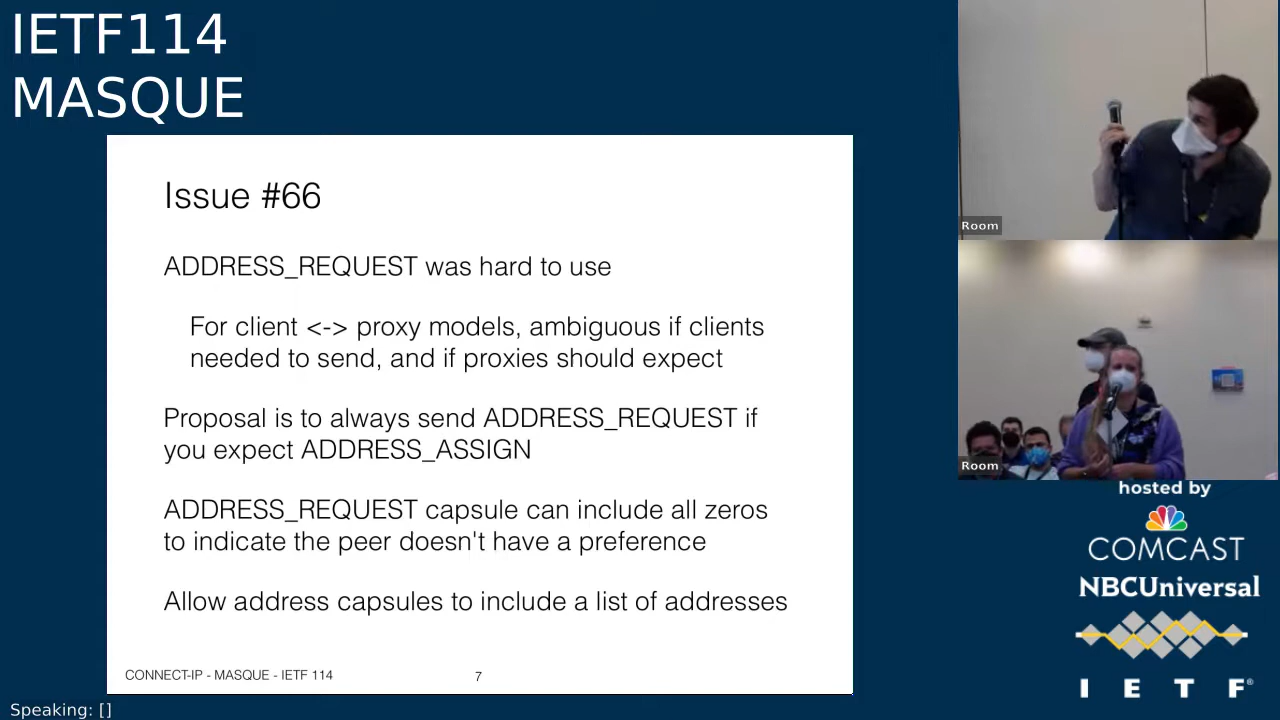 IETF114
MASQUE
Issue #66
ADDRESS_REQUEST was hard to use
For client <-> proxy models, ambiguous if clients
needed to send, and if proxies should expect
Proposal is to always send ADDRESS_REQUEST if
you expect ADDRESS_ASSIGN
ADDRESS_REQUEST capsule can include all zeros
to indicate the peer doesn't have a preference
Allow address capsules to include a list of addresses
CONNECT-IP - MASQUE - IETF 114
7
Room
Room
hosted by
COMCAST
NBCUniversal
I E T F®
Speaking: []